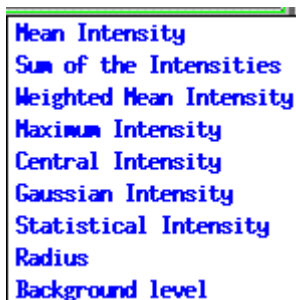 Mean Intensity
Sum of the Intensities
Weighted Mean Intensity
Maximum Intensity
Central Intensity
Gaussian Intensity
Statistical Intensity
Radius
Background level